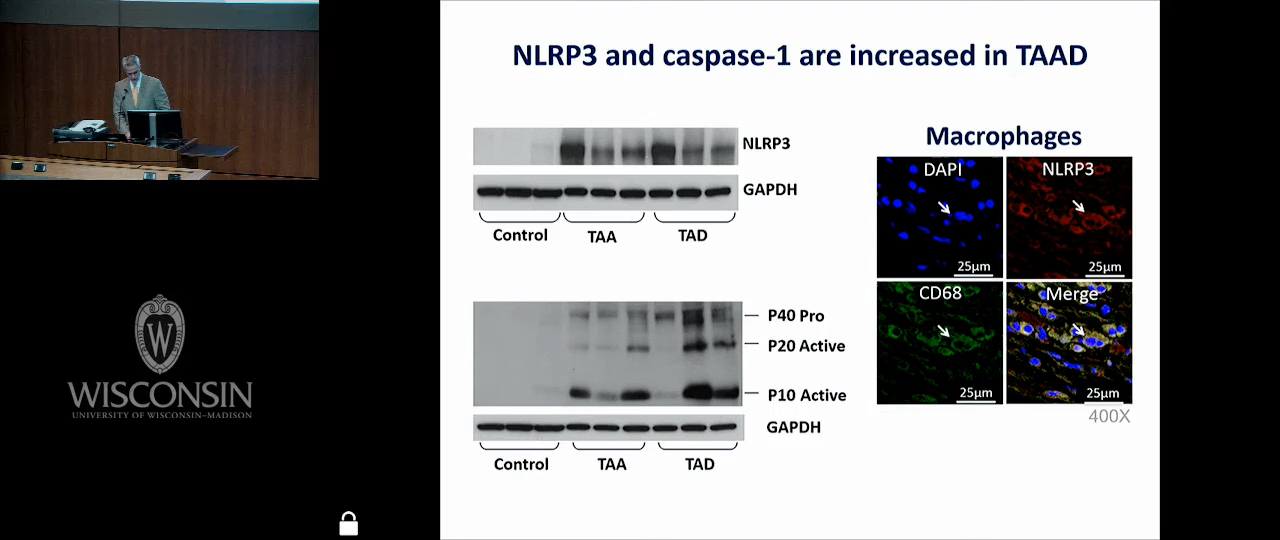 NLRP3 and caspase-1 are increased in TAAD
NLRP3
GAPDH
Control
TAA
TAD
P40 Pro
P20 Active
P10 Active
GAPDH
Control
TAA
TAD
Macrophages
DAPI
25µm
NLRP3
25µm
CD68
25µm
Merge
25µm
400X
W
WISCONSIN
UNIVERSITY OF WISCONSIN–MADISON